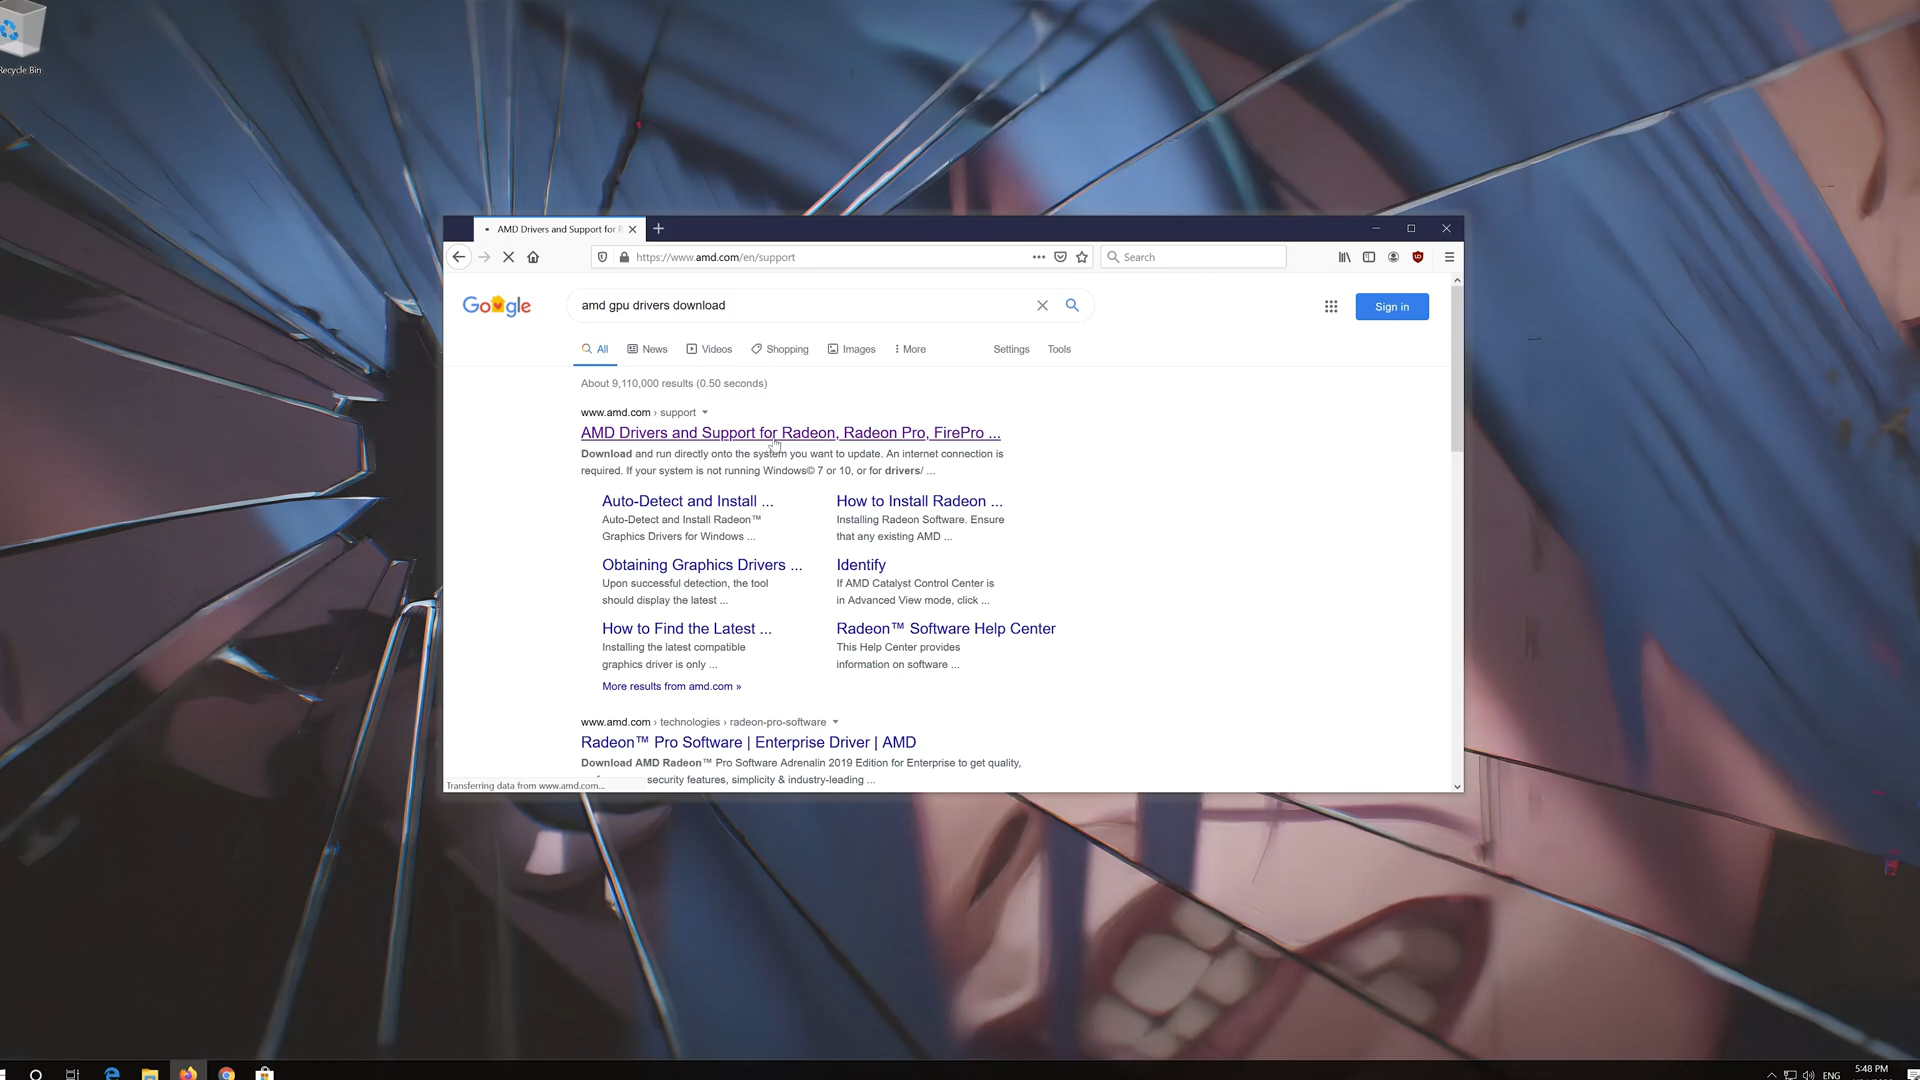 Recycle Bin
AMD Drivers and Support for R
https://www.amd.com/en/support
Search
Google
amd gpu drivers download
Sign in
All
News
Videos
Shopping
Images
More
Settings
Tools
About 9,110,000 results (0.50 seconds)
www.amd.com › support
AMD Drivers and Support for Radeon, Radeon Pro, FirePro ...
Download and run directly onto the system you want to update. An internet connection is
required. If your system is not running Windows© 7 or 10, or for drivers/ ...
Auto-Detect and Install ...
Auto-Detect and Install Radeon™
Graphics Drivers for Windows ...
How to Install Radeon ...
Installing Radeon Software. Ensure
that any existing AMD ...
Obtaining Graphics Drivers ...
Upon successful detection, the tool
should display the latest ...
Identify
If AMD Catalyst Control Center is
in Advanced View mode, click ...
How to Find the Latest ...
Installing the latest compatible
graphics driver is only ...
Radeon™ Software Help Center
This Help Center provides
information on software ...
More results from amd.com »
www.amd.com › technologies › radeon-pro-software
Radeon™ Pro Software | Enterprise Driver | AMD
Download AMD Radeon™ Pro Software Adrenalin 2019 Edition for Enterprise to get quality,
security features, simplicity & industry-leading ...
Transferring data from www.amd.com...
ENG
5:48 PM